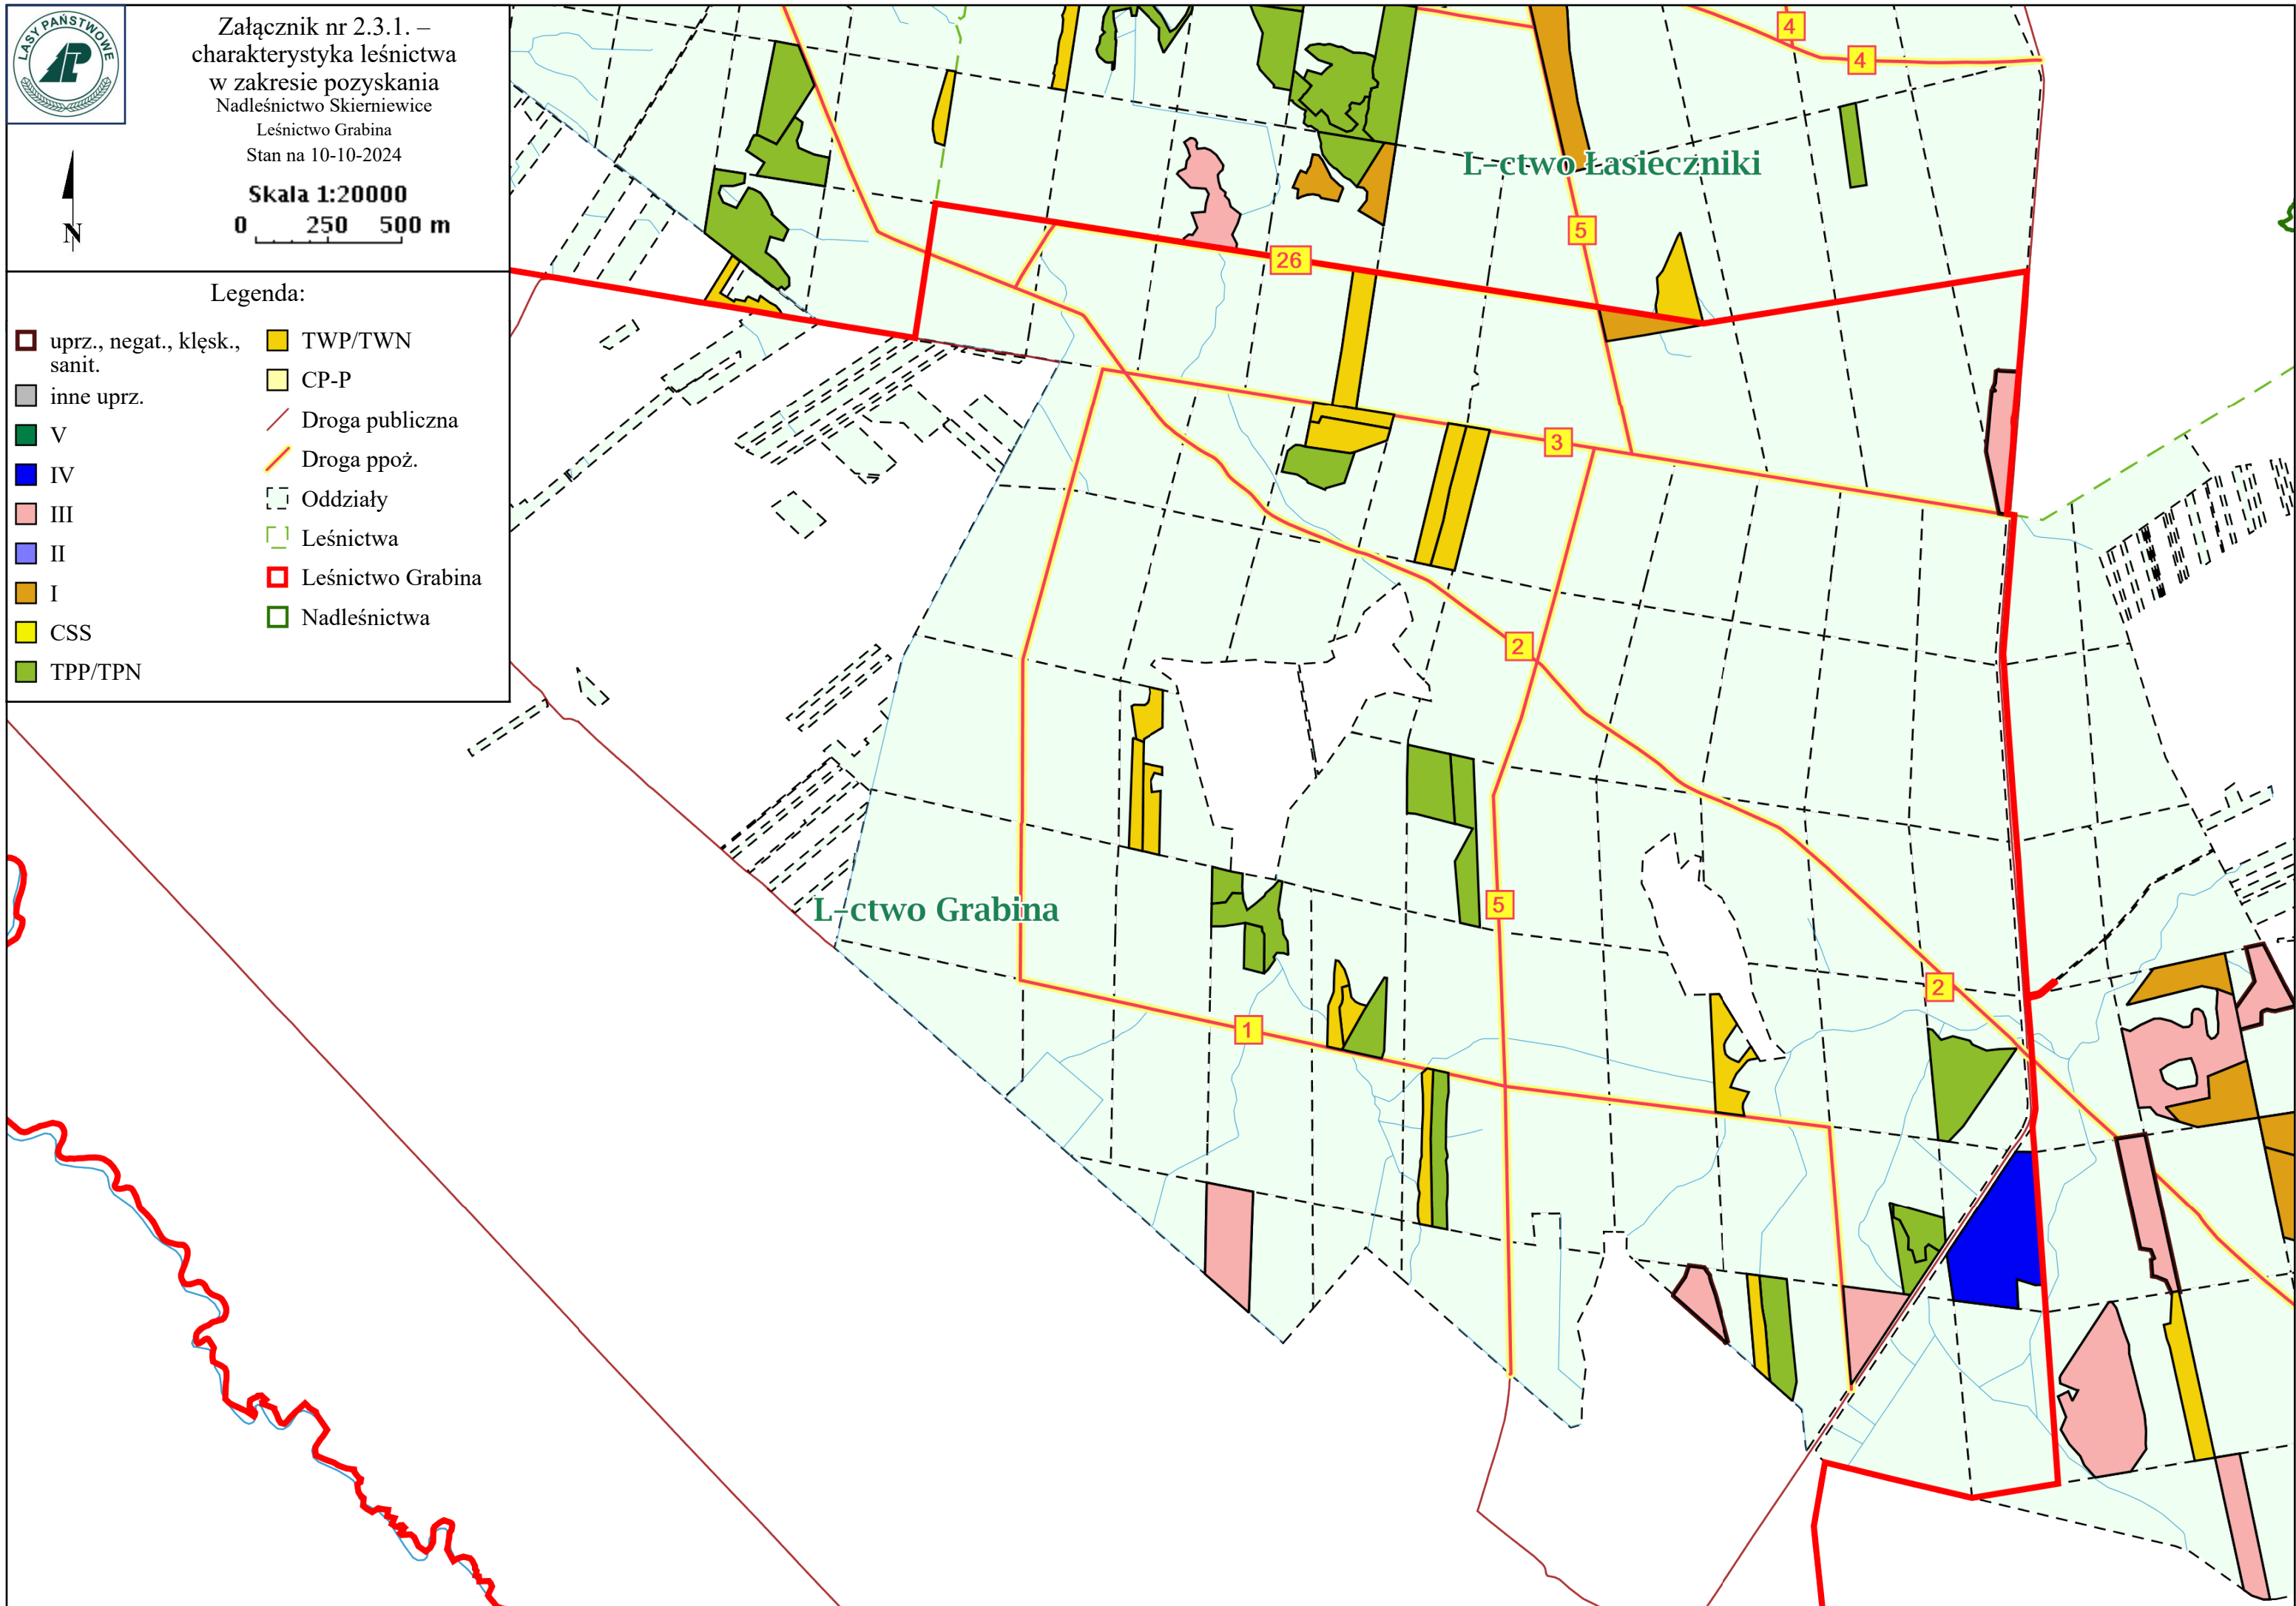 LASY PAŃSTWOWE
Załącznik nr 2.3.1. –
charakterystyka leśnictwa
w zakresie pozyskania
Nadleśnictwo Skierniewice
Leśnictwo Grabina
Stan na 10-10-2024
Skala 1:20000
0 250 500 m
N
Legenda:
uprz., negat., klęsk.,
sanit.
inne uprz.
V
IV
III
II
I
CSS
TPP/TPN
TWP/TWN
CP-P
Droga publiczna
Droga ppoż.
Oddziały
Leśnictwa
Leśnictwo Grabina
Nadleśnictwa
4
4
L–ctwo Łasieczniki
5
26
3
2
5
L–ctwo Grabina
2
1